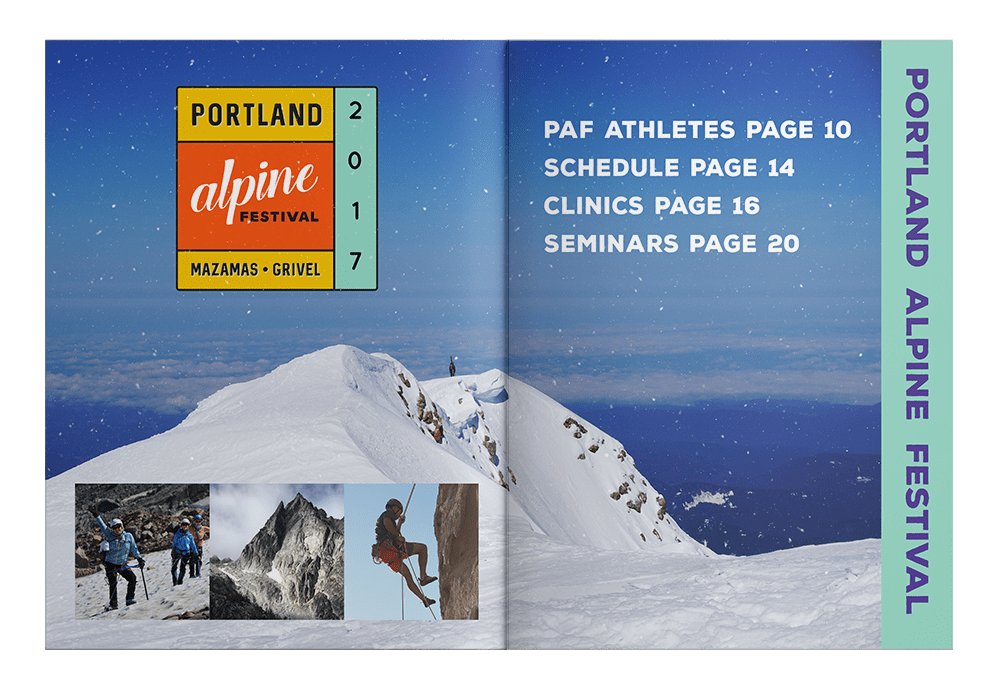 PORTLAND
alpine
FESTIVAL
MAZAMAS • GRIVEL
2
0
1
7
PAF ATHLETES PAGE 10
SCHEDULE PAGE 14
CLINICS PAGE 16
SEMINARS PAGE 20
PORTLAND ALPINE FESTIVAL